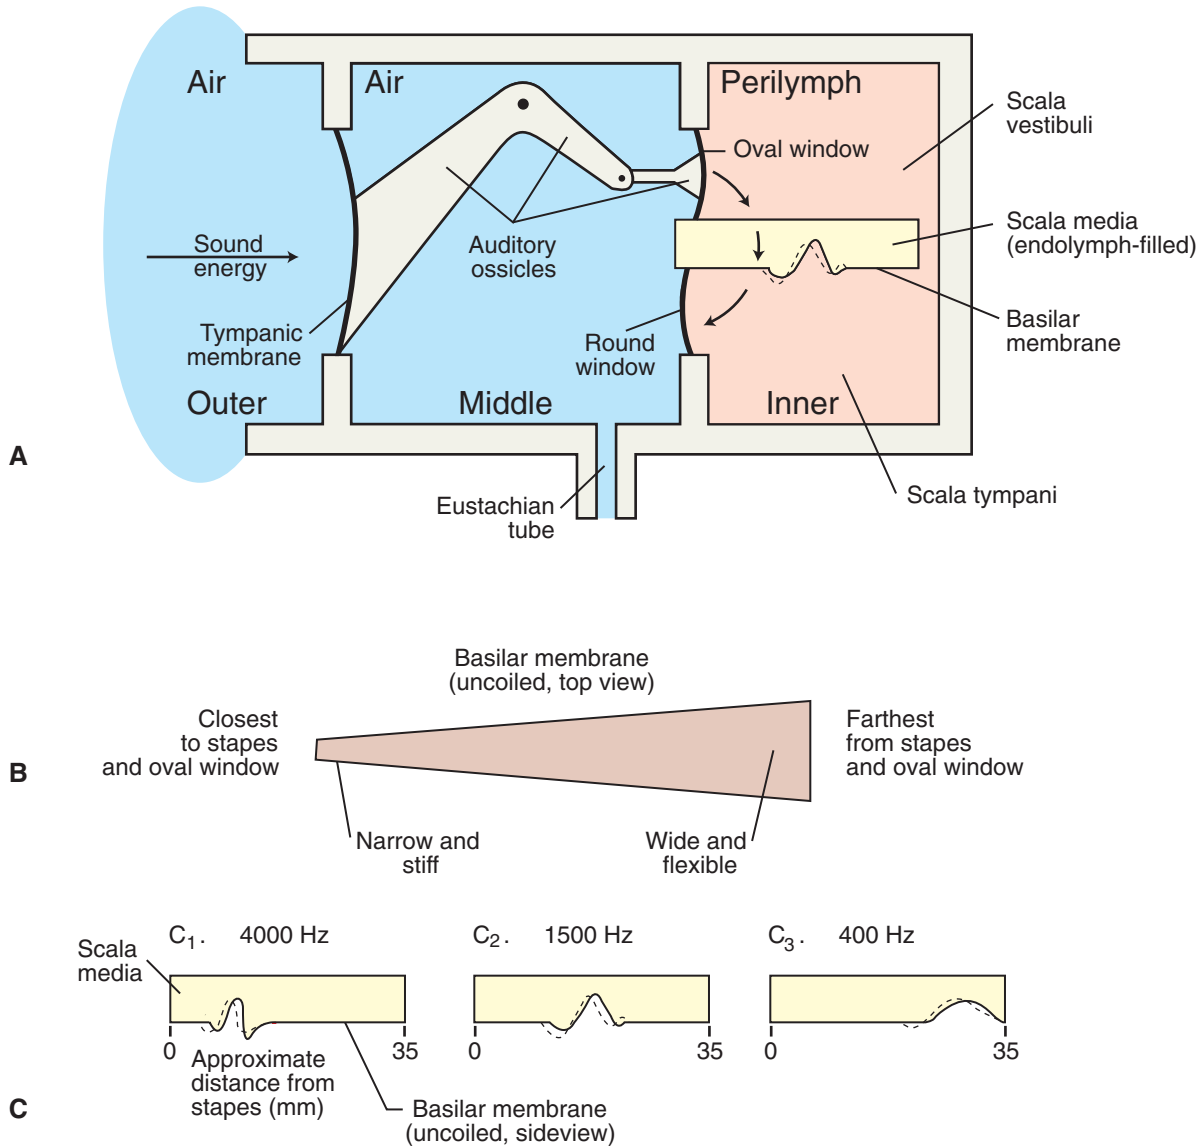 Air
Air
Perilymph
Scala
vestibuli
Oval window
Scala media
(endolymph-filled)
Sound
energy
Auditory
ossicles
Tympanic
membrane
Round
window
Basilar
membrane
Outer
Middle
Inner
A
Eustachian
tube
Scala tympani
Basilar membrane
(uncoiled, top view)
Closest
to stapes
and oval window
Farthest
from stapes
and oval window
B
Narrow and
stiff
Wide and
flexible
C1. 4000 Hz
C2. 1500 Hz
C3. 400 Hz
Scala
media
0
35
0
35
0
35
Approximate
distance from
stapes (mm)
Basilar membrane
(uncoiled, sideview)
C